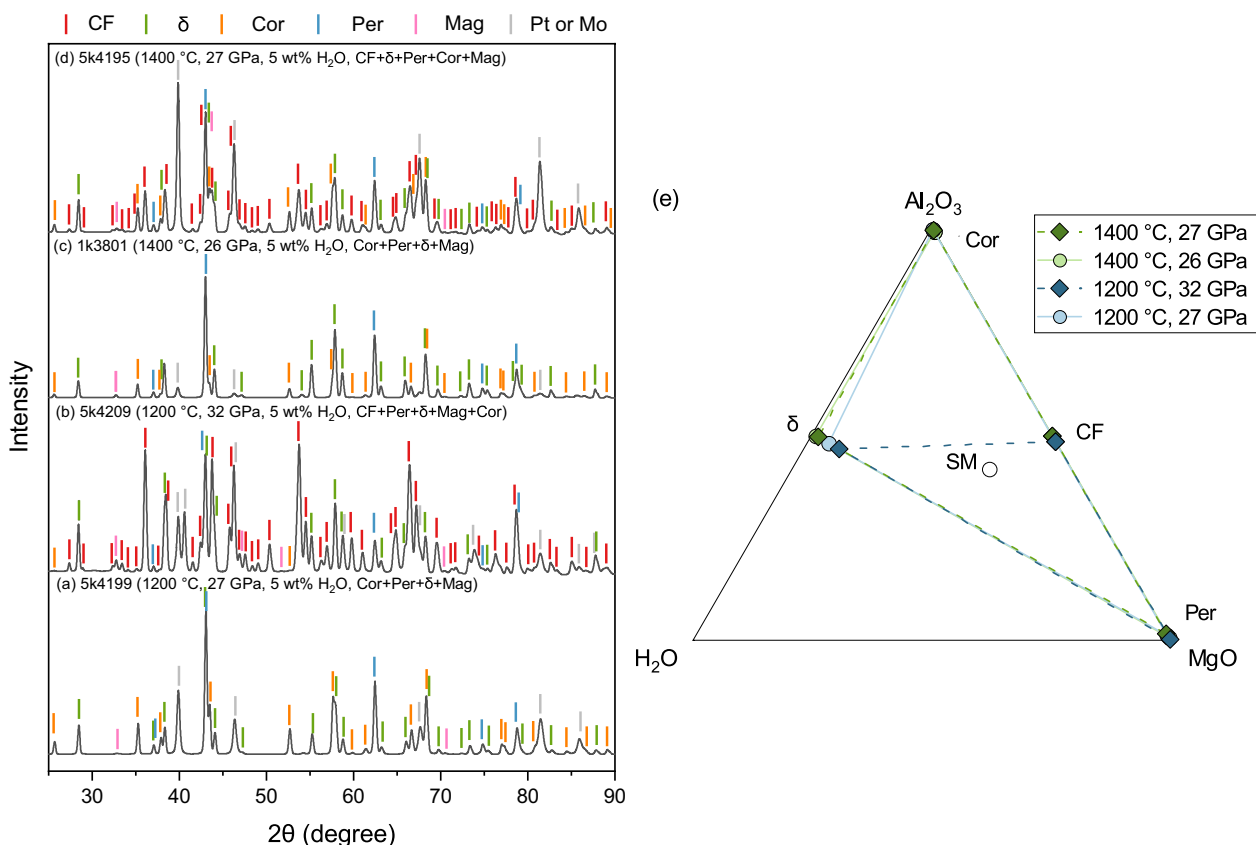 CF δ Cor Per Mag Pt or Mo
(d) 5k4195 (1400 °C, 27 GPa, 5 wt% H₂O, CF+δ+Per+Cor+Mag)
(c) 1k3801 (1400 °C, 26 GPa, 5 wt% H₂O, Cor+Per+δ+Mag)
(b) 5k4209 (1200 °C, 32 GPa, 5 wt% H₂O, CF+Per+δ+Mag+Cor)
(a) 5k4199 (1200 °C, 27 GPa, 5 wt% H₂O, Cor+Per+δ+Mag)
Intensity
30 40 50 60 70 80 90
2θ (degree)
(e)
Al₂O₃
Cor
1400 °C, 27 GPa
1400 °C, 26 GPa
1200 °C, 32 GPa
1200 °C, 27 GPa
δ
CF
SM
Per
H₂O
MgO